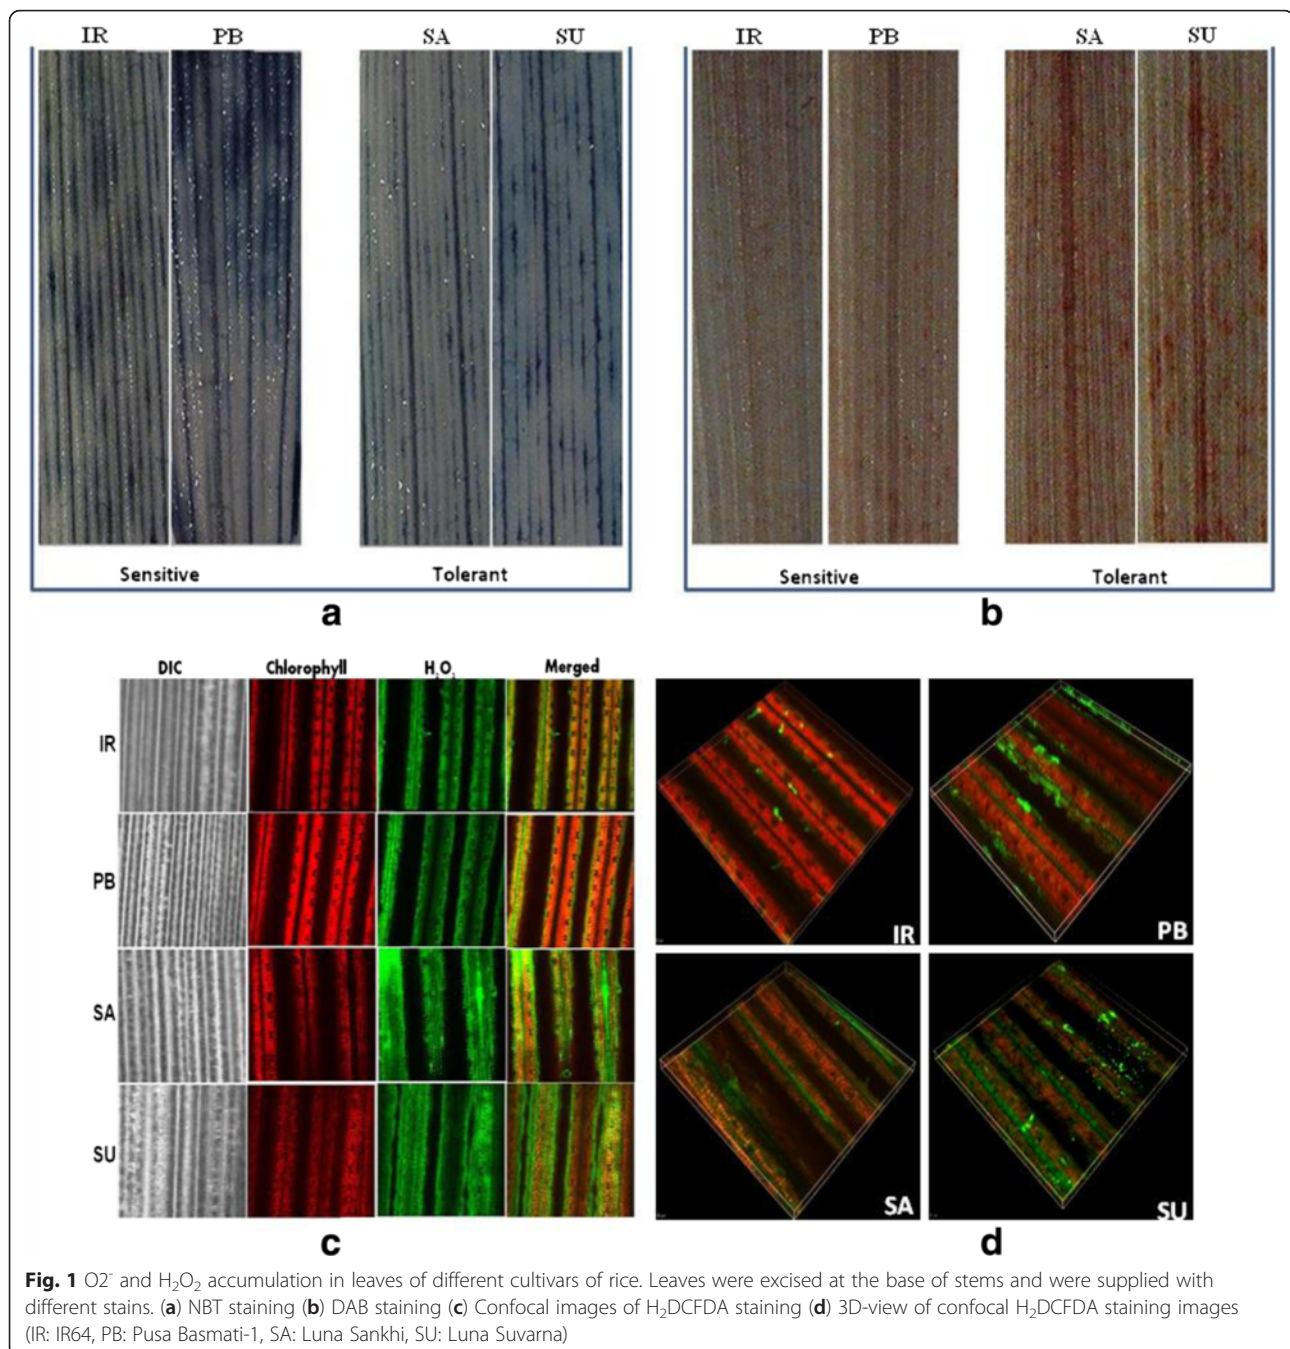 IR PB SA SU
Sensitive Tolerant
a
IR PB SA SU
Sensitive Tolerant
b
DIC Chlorophyll H₂O₂ Merged
IR
PB
SA
SU
c
IR
PB
SA
SU
d
Fig. 1 O2⁻ and H₂O₂ accumulation in leaves of different cultivars of rice. Leaves were excised at the base of stems and were supplied with
different stains. (a) NBT staining (b) DAB staining (c) Confocal images of H₂DCFDA staining (d) 3D-view of confocal H₂DCFDA staining images
(IR: IR64, PB: Pusa Basmati-1, SA: Luna Sankhi, SU: Luna Suvarna)